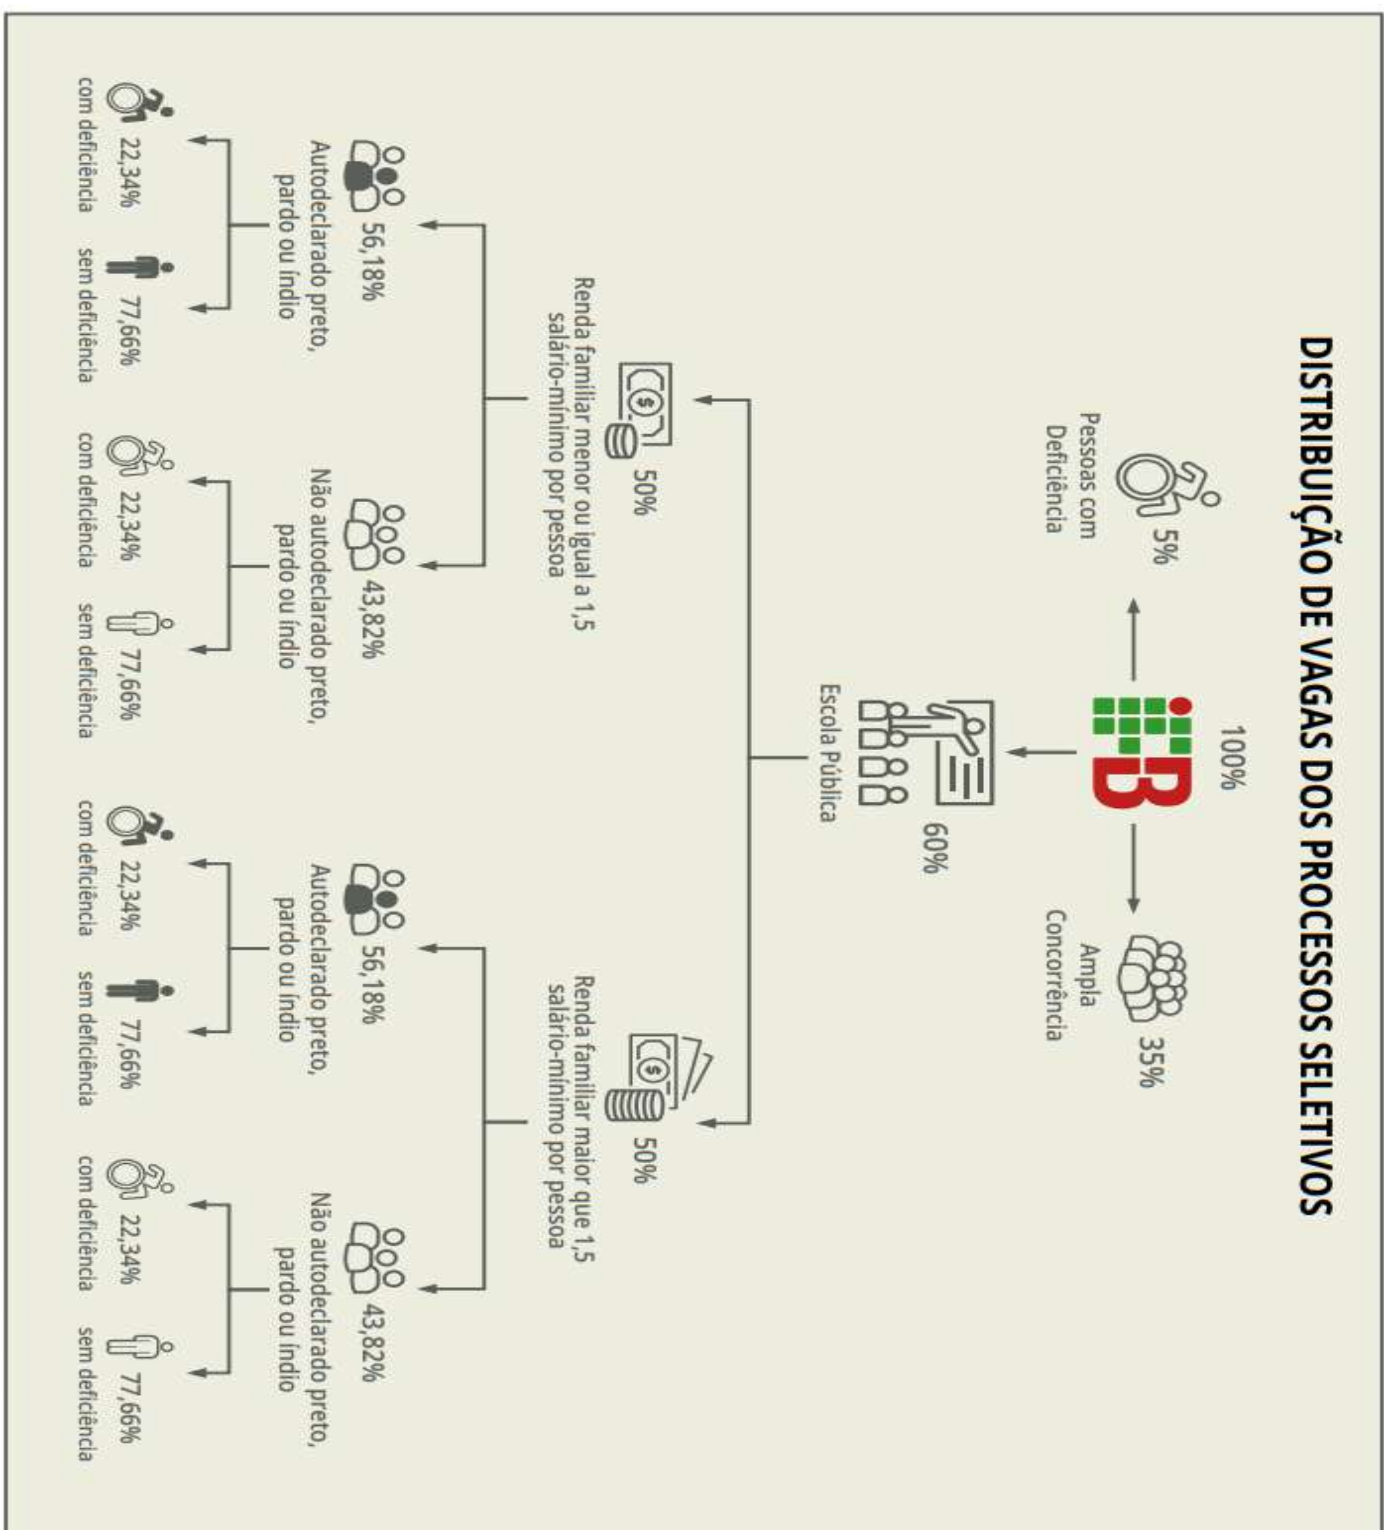 DISTRIBUIÇÃO DE VAGAS DOS PROCESSOS SELETIVOS
100%
5%
Pessoas com
Deficiência
35%
Ampla
Concorrência
60%
Escola Pública
50%
Renda familiar menor ou igual a 1,5
salário-mínimo por pessoa
50%
Renda familiar maior que 1,5
salário-mínimo por pessoa
56,18%
Autodeclarado preto,
pardo ou índio
43,82%
Não autodeclarado preto,
pardo ou índio
56,18%
Autodeclarado preto,
pardo ou índio
43,82%
Não autodeclarado preto,
pardo ou índio
22,34%
com deficiência
77,66%
sem deficiência
22,34%
com deficiência
77,66%
sem deficiência
22,34%
com deficiência
77,66%
sem deficiência
22,34%
com deficiência
77,66%
sem deficiência